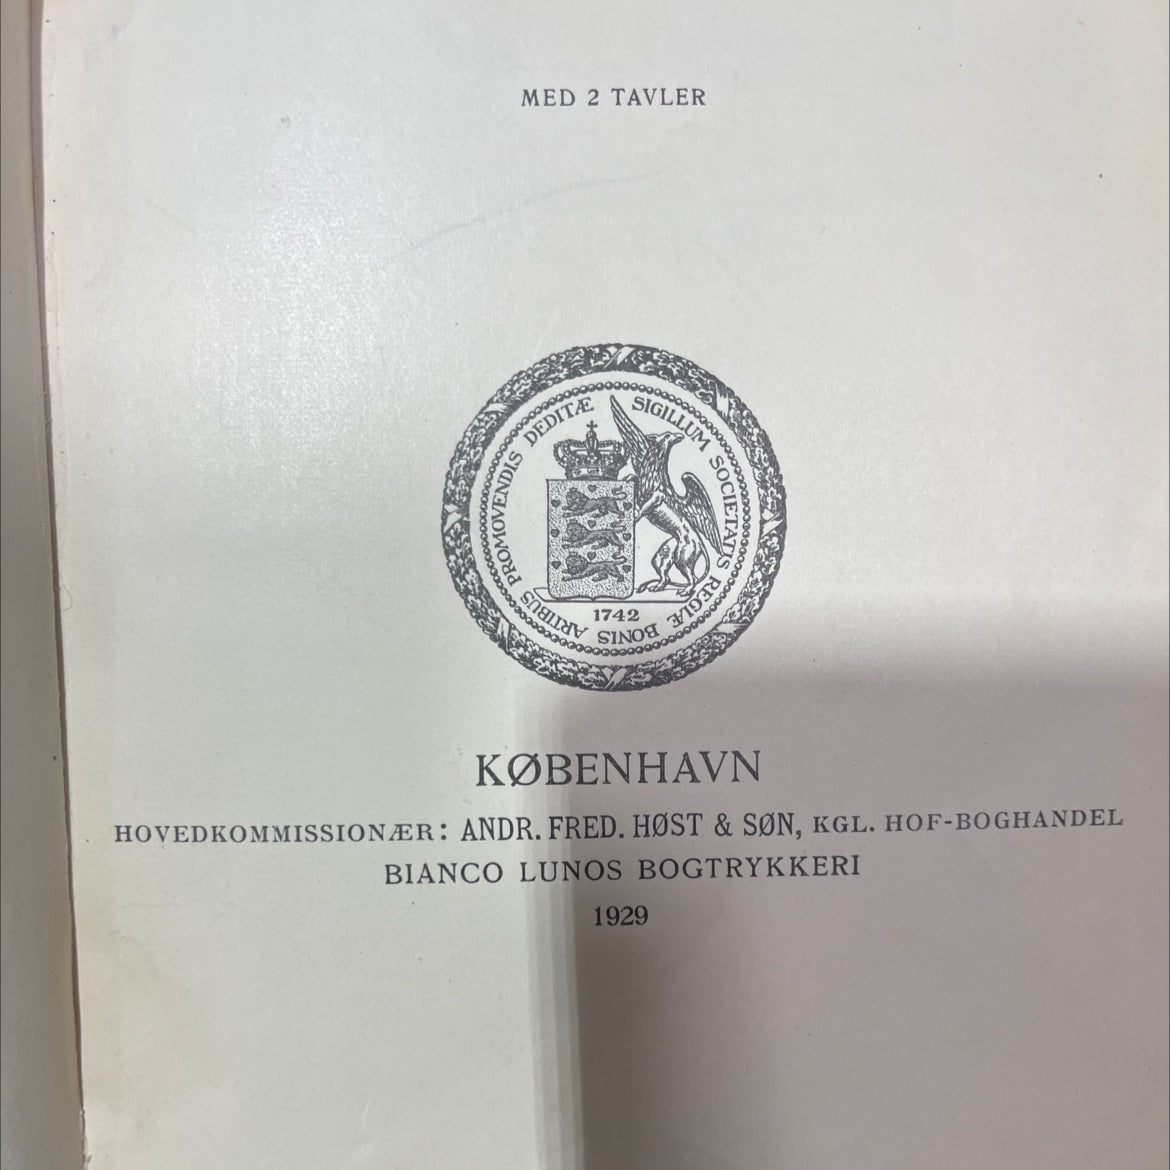 MED 2 TAVLER
SIGILLUM SOCIETATIS REGIÆ BONIS ARTIBUS PROMOVENDIS DEDITÆ
1742
KØBENHAVN
HOVEDKOMMISSIONÆR: ANDR. FRED. HØST & SØN, KGL. HOF-BOGHANDEL
BIANCO LUNOS BOGTRYKKERI
1929